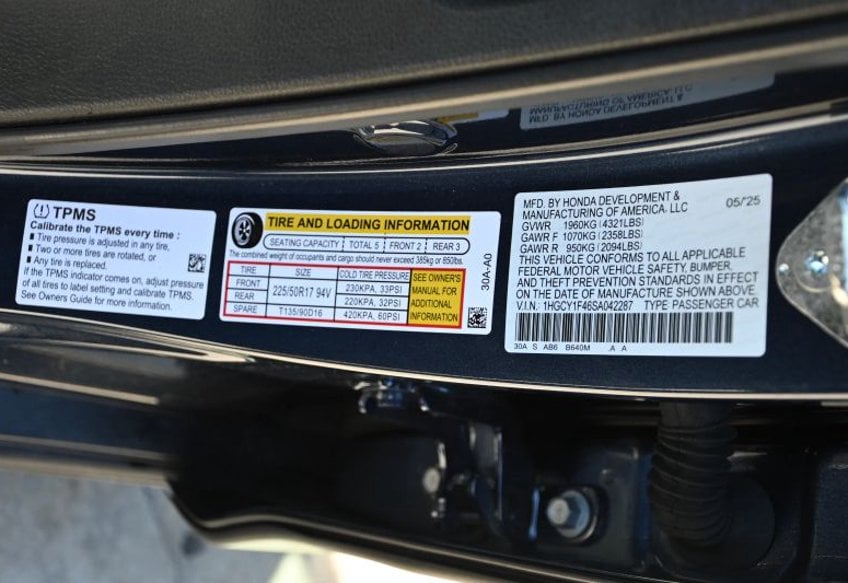 TPMS
Calibrate the TPMS every time :
■ Tire pressure is adjusted in any tire,
■ Two or more tires are rotated, or
■ Any tire is replaced.
If the TPMS indicator comes on, adjust pressure
of all tires to label setting and calibrate TPMS.
See Owners Guide for more information.
TIRE AND LOADING INFORMATION
SEATING CAPACITY TOTAL 5 FRONT 2 REAR 3
The combined weight of occupants and cargo should never exceed 385kg or 850lbs.
TIRE SIZE COLD TIRE PRESSURE SEE OWNER'S MANUAL FOR ADDITIONAL INFORMATION
FRONT 225/50R17 94V 230KPA, 33PSI
REAR 220KPA, 32PSI
SPARE T135/90D16 420KPA, 60PSI
30A-A0
MFD. BY HONDA DEVELOPMENT & 05/25
MANUFACTURING OF AMERICA, LLC
GVWR 1960KG(4321LBS)
GAWR F 1070KG(2358LBS)
GAWR R 950KG(2094LBS)
THIS VEHICLE CONFORMS TO ALL APPLICABLE
FEDERAL MOTOR VEHICLE SAFETY, BUMPER,
AND THEFT PREVENTION STANDARDS IN EFFECT
ON THE DATE OF MANUFACTURE SHOWN ABOVE.
V.I.N.: 1HGCY1F46SA042287 TYPE PASSENGER CAR
30A S AB6 B640M A A